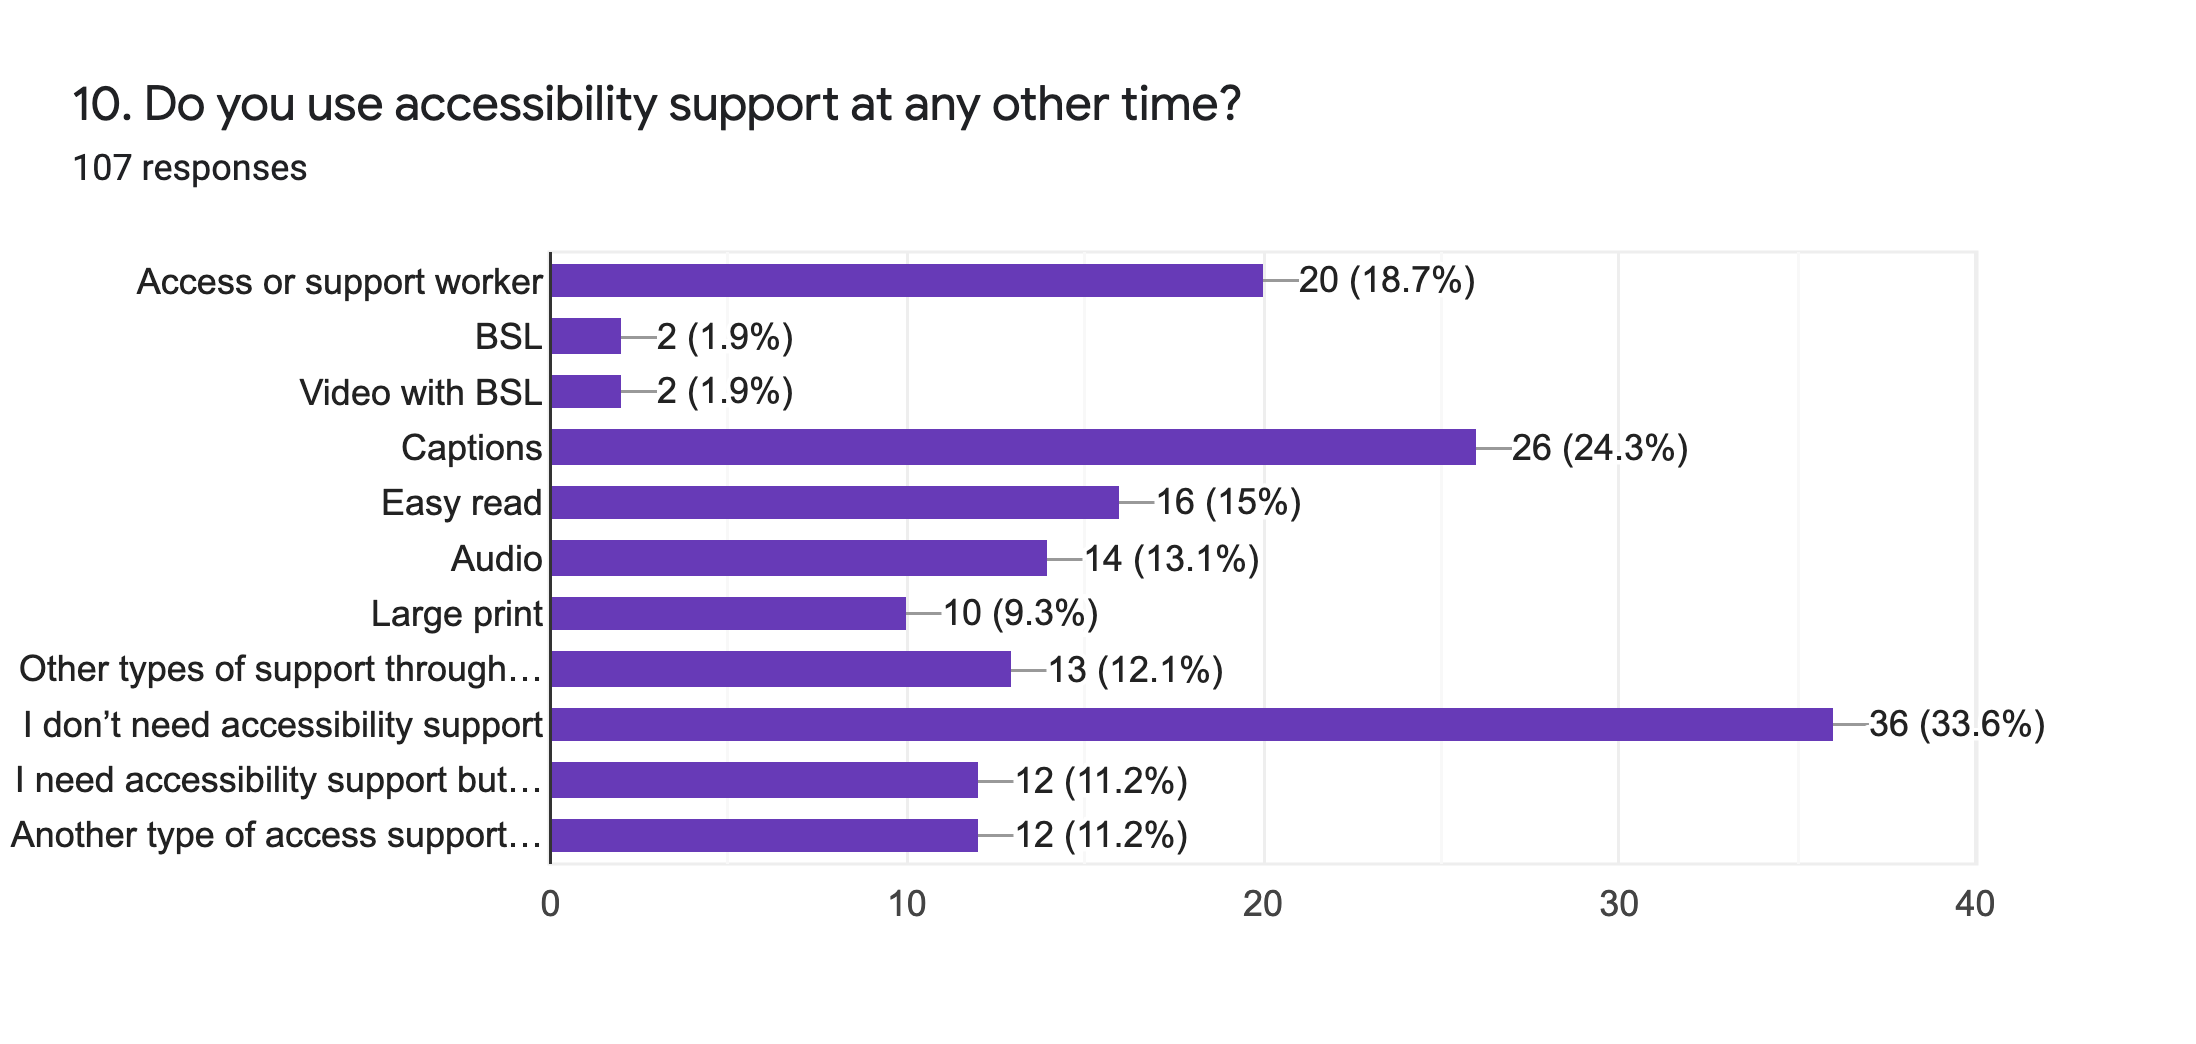 10. Do you use accessibility support at any other time?
107 responses
Access or support worker 20 (18.7%)
BSL 2 (1.9%)
Video with BSL 2 (1.9%)
Captions 26 (24.3%)
Easy read 16 (15%)
Audio 14 (13.1%)
Large print 10 (9.3%)
Other types of support through… 13 (12.1%)
I don’t need accessibility support 36 (33.6%)
I need accessibility support but… 12 (11.2%)
Another type of access support… 12 (11.2%)
0 10 20 30 40